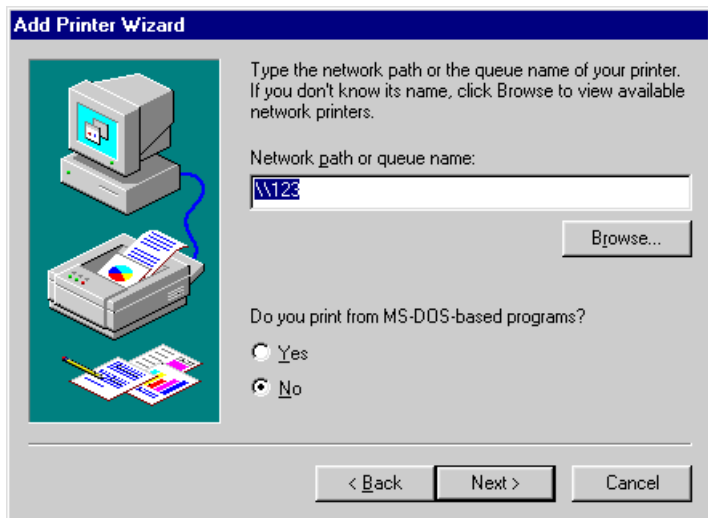 Add Printer Wizard
Type the network path or the queue name of your printer.
If you don't know its name, click Browse to view available
network printers.
Network path or queue name:
\\123
Browse...
Do you print from MS-DOS-based programs?
Yes
No
< Back
Next >
Cancel